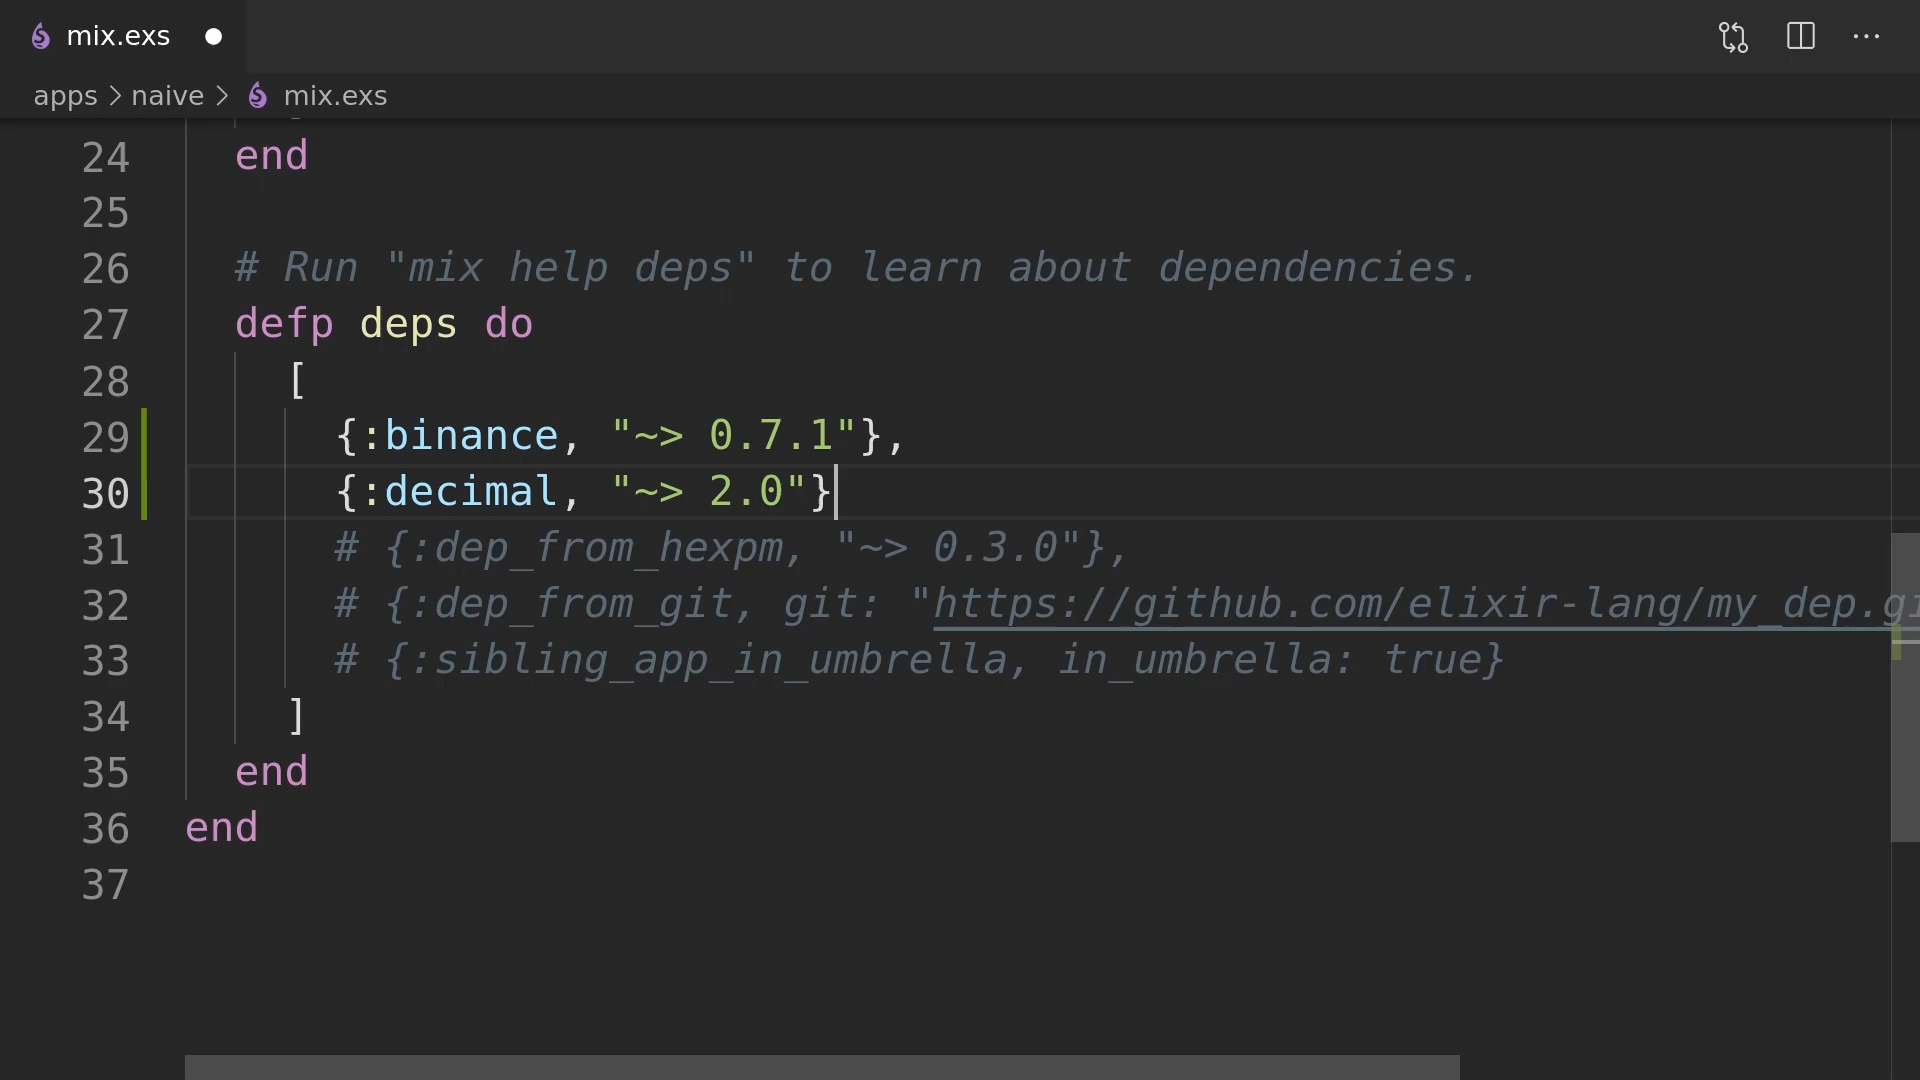 mix.exs
apps > naive > mix.exs
24 end
25
26 # Run "mix help deps" to learn about dependencies.
27 defp deps do
28 [
29 {:binance, "~> 0.7.1"},
30 {:decimal, "~> 2.0"}
31 # {:dep_from_hexpm, "~> 0.3.0"},
32 # {:dep_from_git, git: "https://github.com/elixir-lang/my_dep.gi
33 # {:sibling_app_in_umbrella, in_umbrella: true}
34 ]
35 end
36 end
37